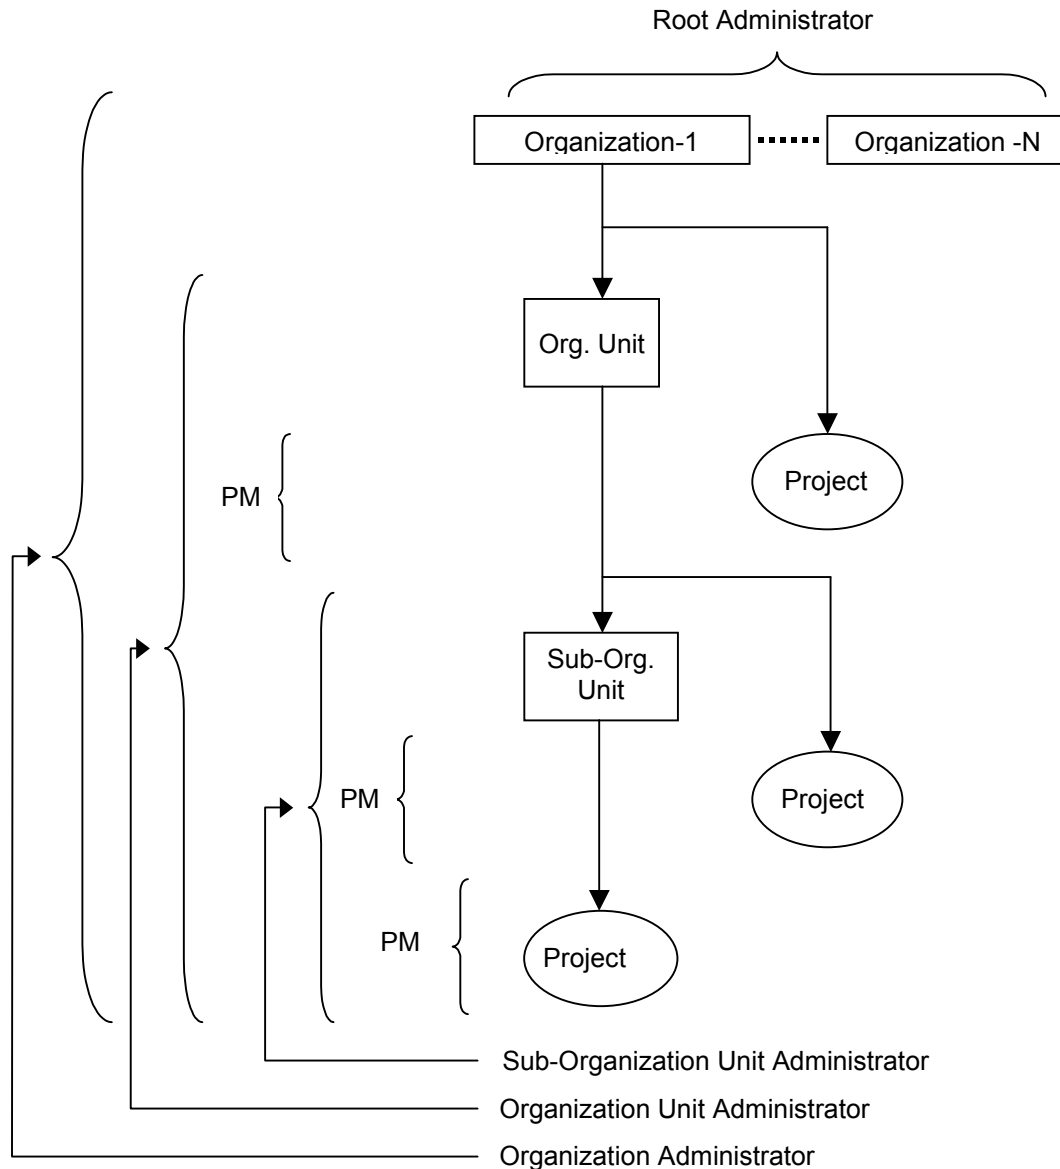 Root Administrator
Organization-1
Organization -N
Org. Unit
Project
PM
Sub-Org.
Unit
Project
PM
PM
Project
Sub-Organization Unit Administrator
Organization Unit Administrator
Organization Administrator